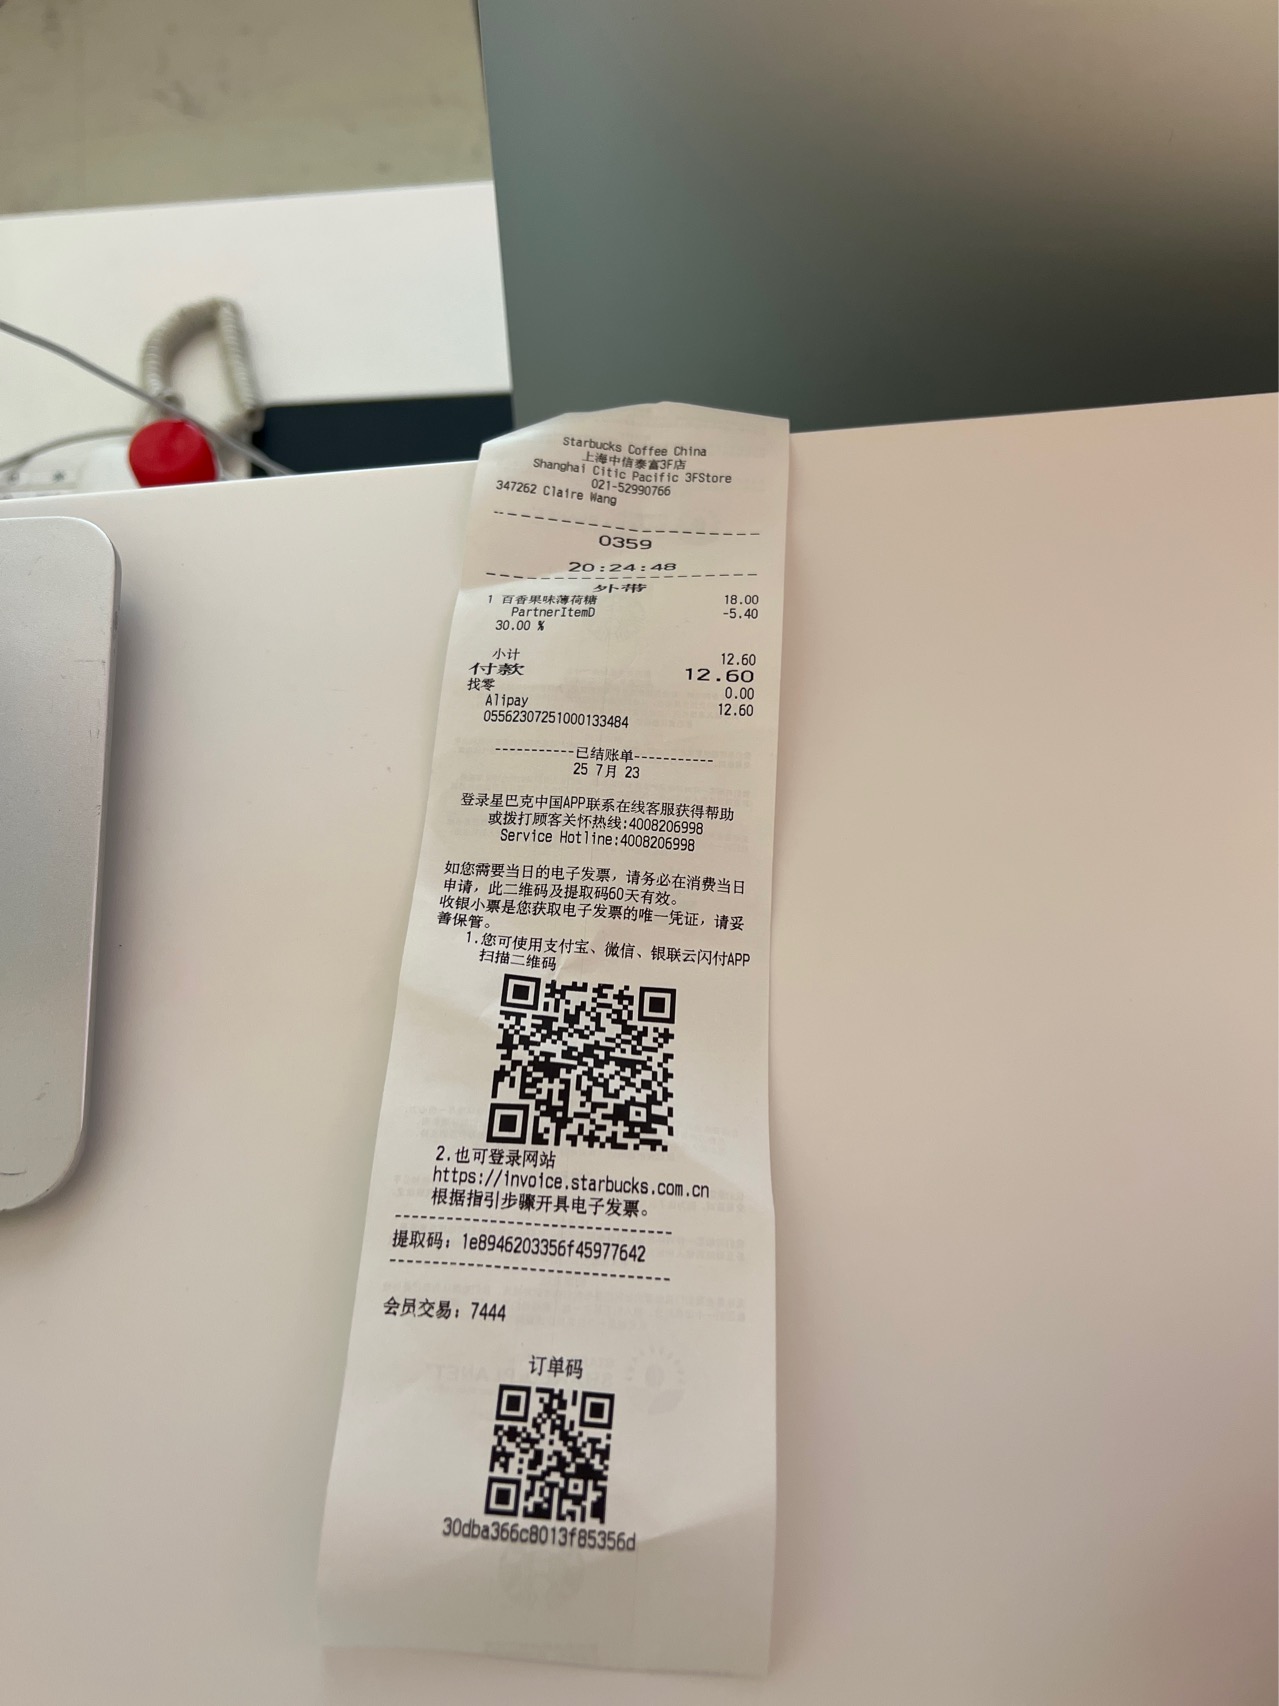 Starbucks Coffee China
上海中信泰富3F店
Shanghai Citic Pacific 3FStore
021-52990766
347262 Claire Wang
0359
20:24:48
外带
1 百香果味薄荷糖 18.00
PartnerItemD -5.40
30.00 %
小计 12.60
付款 12.60
找零 0.00
Alipay 12.60
05562307251000133484
-----------已结账单-----------
25 7月 23
登录星巴克中国APP联系在线客服获得帮助
或拨打顾客关怀热线:4008206998
Service Hotline:4008206998
如您需要当日的电子发票，请务必在消费当日
申请，此二维码及提取码60天有效。
收银小票是您获取电子发票的唯一凭证，请妥
善保管。
1.您可使用支付宝、微信、银联云闪付APP
扫描二维码
2.也可登录网站
https://invoice.starbucks.com.cn
根据指引步骤开具电子发票。
提取码：1e8946203356f45977642
会员交易：7444
订单码
30dba366c8013f85356d